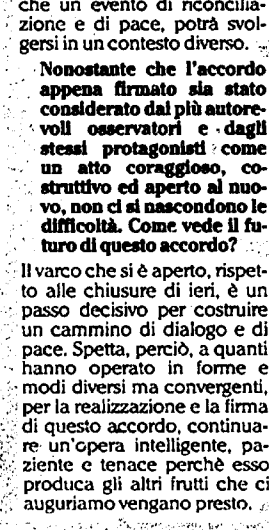 che un evento di riconcilia-
zione e di pace, potrà svol-
gersi in un contesto diverso.
Nonostante che l'accordo
appena firmato sia stato
considerato dai più autore-
voli osservatori e dagli
stessi protagonisti come
un atto coraggioso, co-
struttivo ed aperto al nuo-
vo, non ci si nascondono le
difficoltà. Come vede il fu-
turo di questo accordo?
Il varco che si è aperto, rispet-
to alle chiusure di ieri, è un
passo decisivo per costruire
un cammino di dialogo e di
pace. Spetta, perciò, a quanti
hanno operato in forme e
modi diversi ma convergenti,
per la realizzazione e la firma
di questo accordo, continua-
re un'opera intelligente, pa-
ziente e tenace perchè esso
produca gli altri frutti che ci
auguriamo vengano presto.